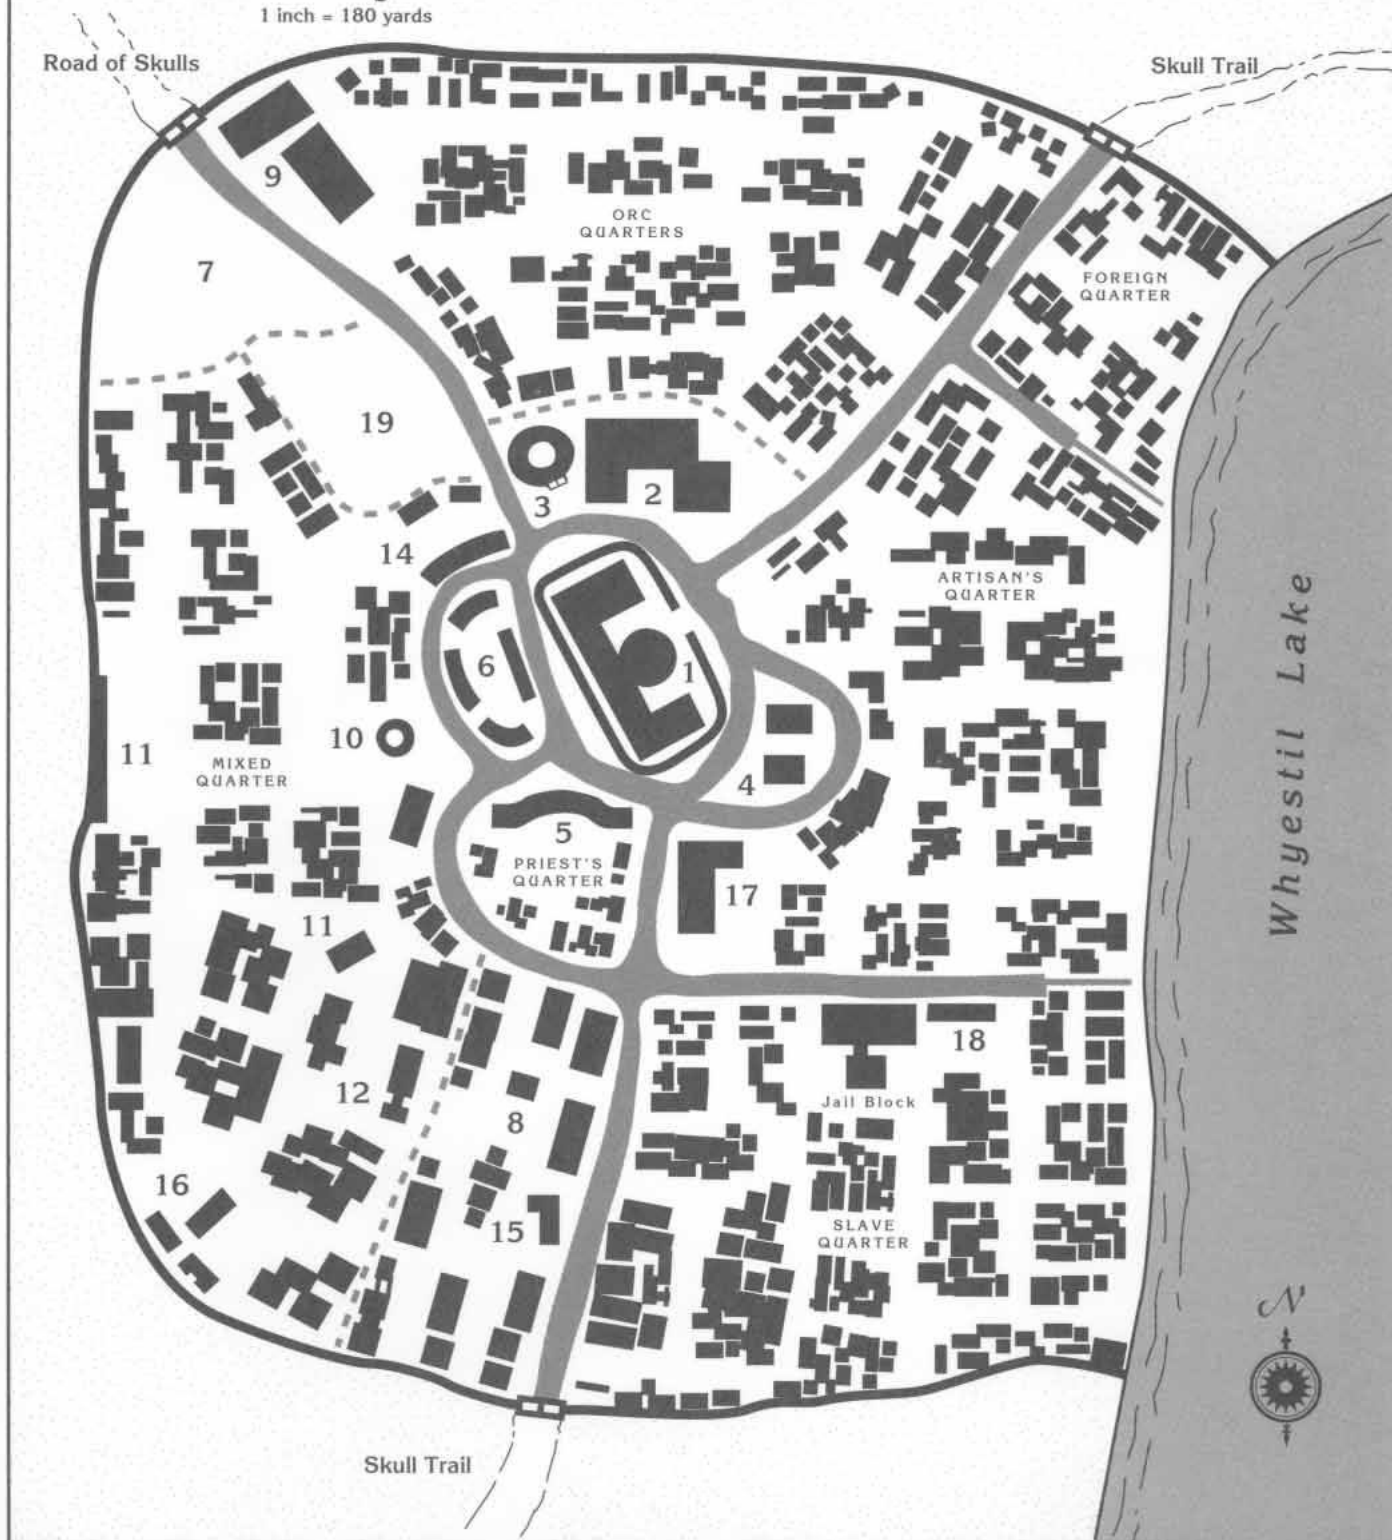 1 inch = 180 yards
Road of Skulls
Skull Trail
9
ORC
QUARTERS
7
FOREIGN
QUARTER
19
3
2
14
ARTISAN'S
QUARTER
6
1
10
11
MIXED
QUARTER
4
5
PRIEST'S
QUARTER
17
11
Whyestil Lake
18
12
8
Jail Block
16
15
SLAVE
QUARTER
N
Skull Trail